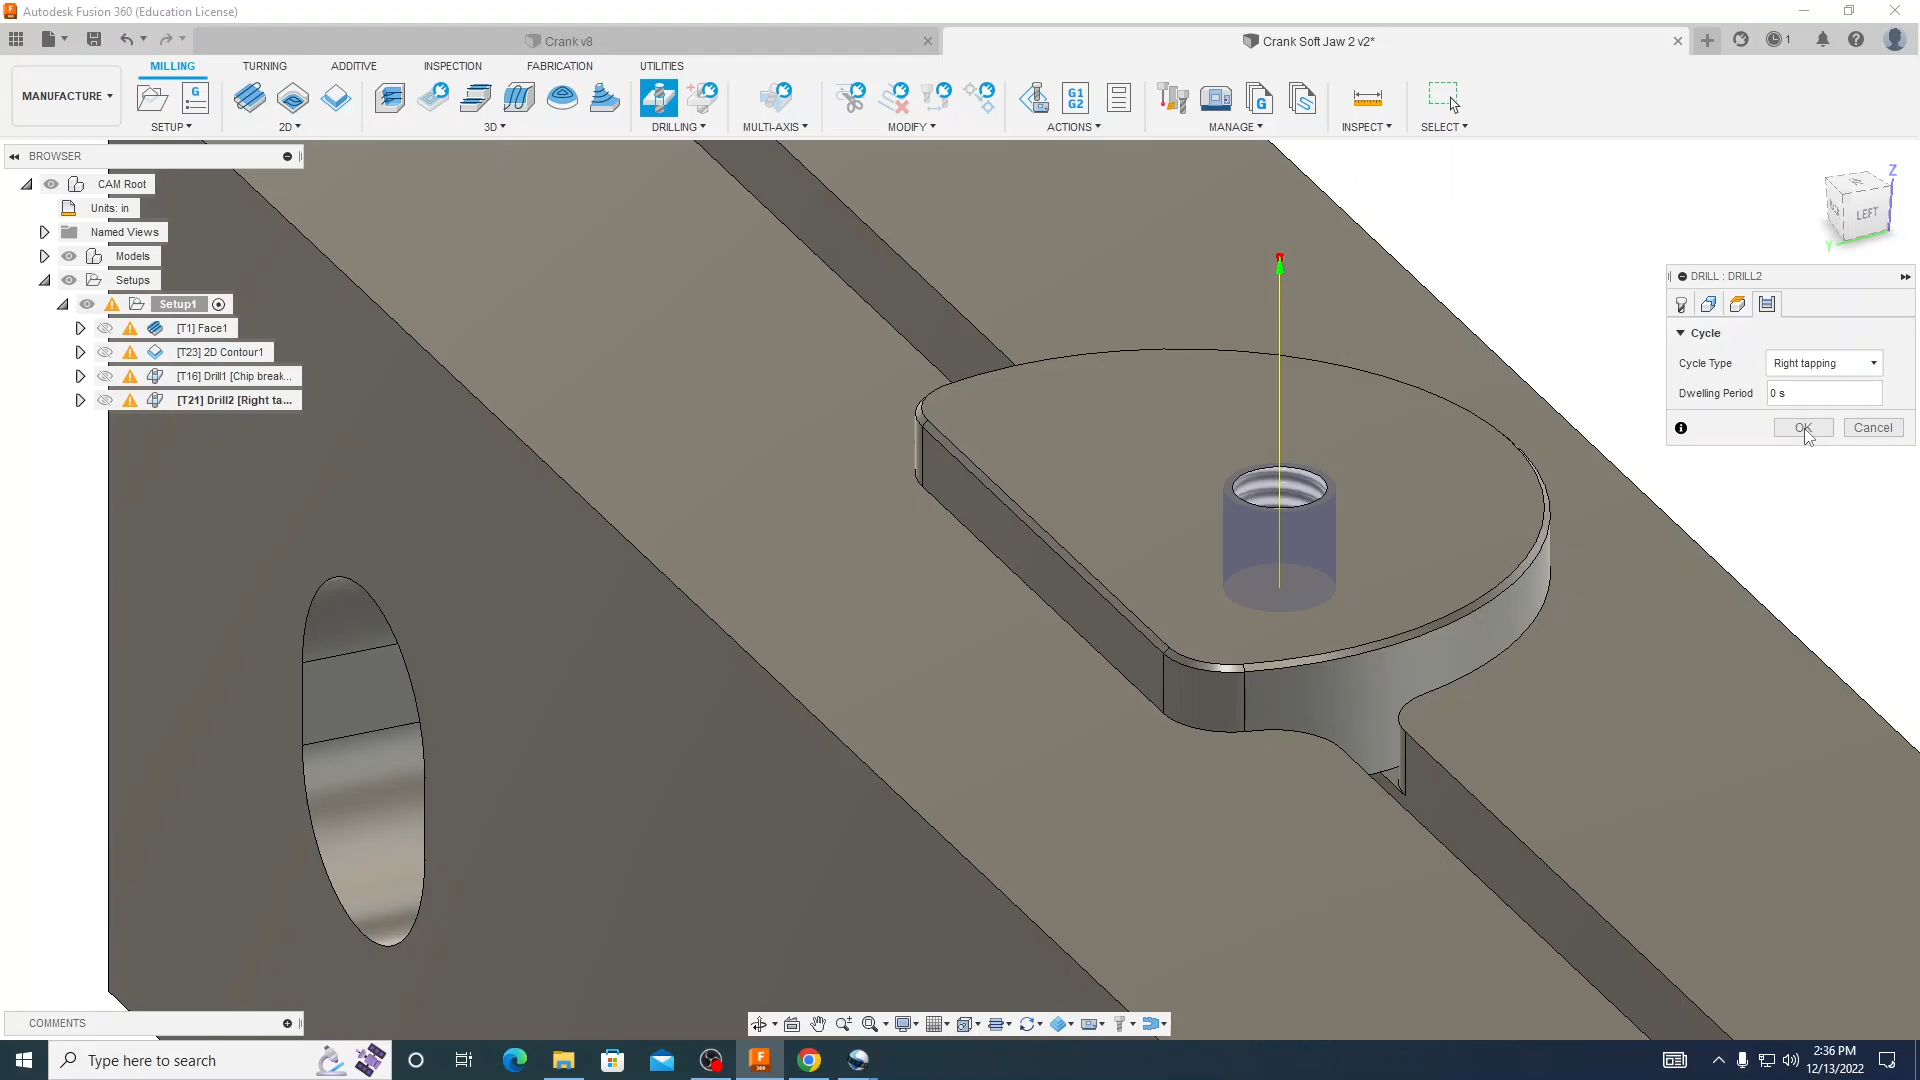 Autodesk Fusion 360 (Education License)
Crank v8
Crank Soft Jaw 2 v2*
1
MILLING
TURNING
ADDITIVE
INSPECTION
FABRICATION
UTILITIES
MANUFACTURE
G
G1
G2
G
S
SETUP
2D
3D
DRILLING
MULTI-AXIS
MODIFY
ACTIONS
MANAGE
INSPECT
SELECT
BROWSER
CAM Root
Units: in
Named Views
Models
Setups
Setup1
[T1] Face1
[T23] 2D Contour1
[T16] Drill1 [Chip break...
[T21] Drill2 [Right ta...
Z
LEFT
Y
DRILL : DRILL2
Cycle
Cycle Type
Right tapping
Dwelling Period
0 s
OK
Cancel
COMMENTS
Type here to search
F
360
2:36 PM
12/13/2022